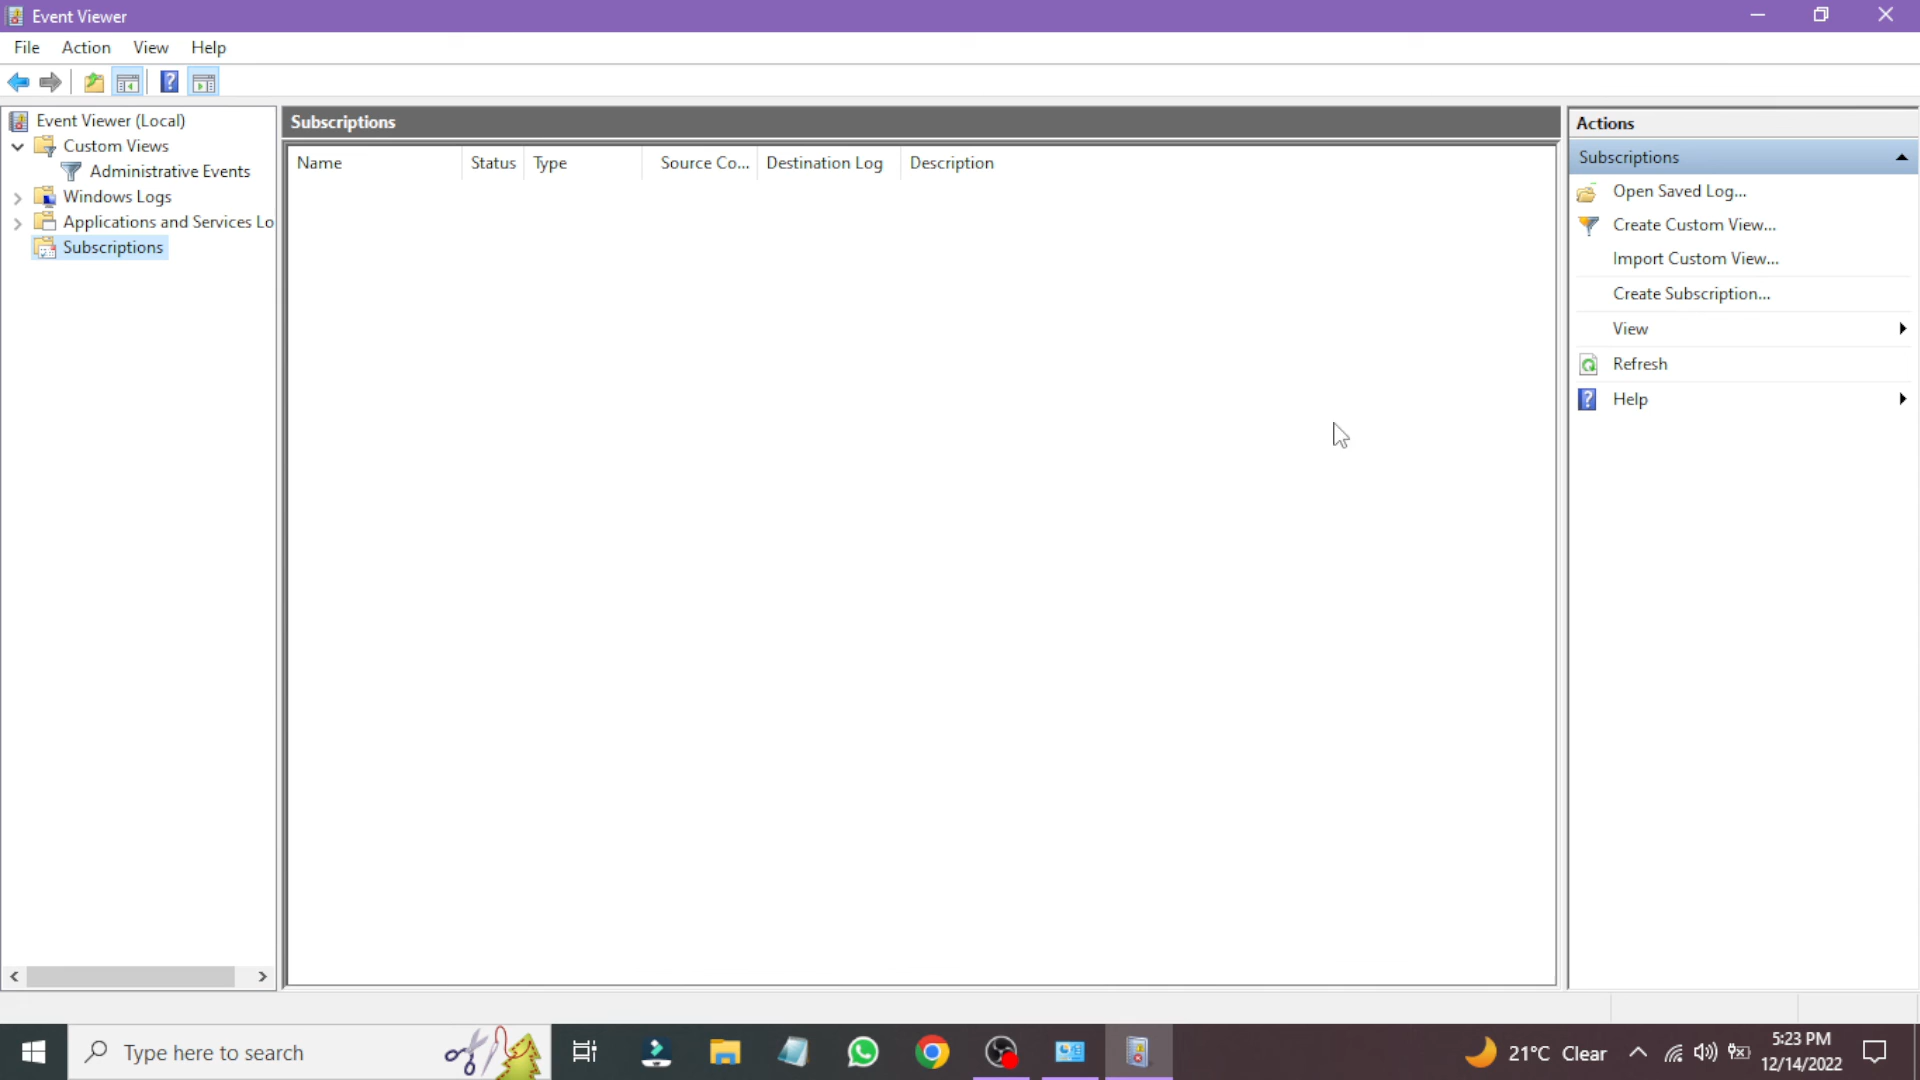 Event Viewer
File Action View Help
Event Viewer (Local)
Custom Views
Administrative Events
Windows Logs
Applications and Services Lo
Subscriptions
Subscriptions
Name Status Type Source Co... Destination Log Description
Actions
Subscriptions
Open Saved Log...
Create Custom View...
Import Custom View...
Create Subscription...
View
Refresh
Help
Type here to search
21°C Clear
5:23 PM
12/14/2022